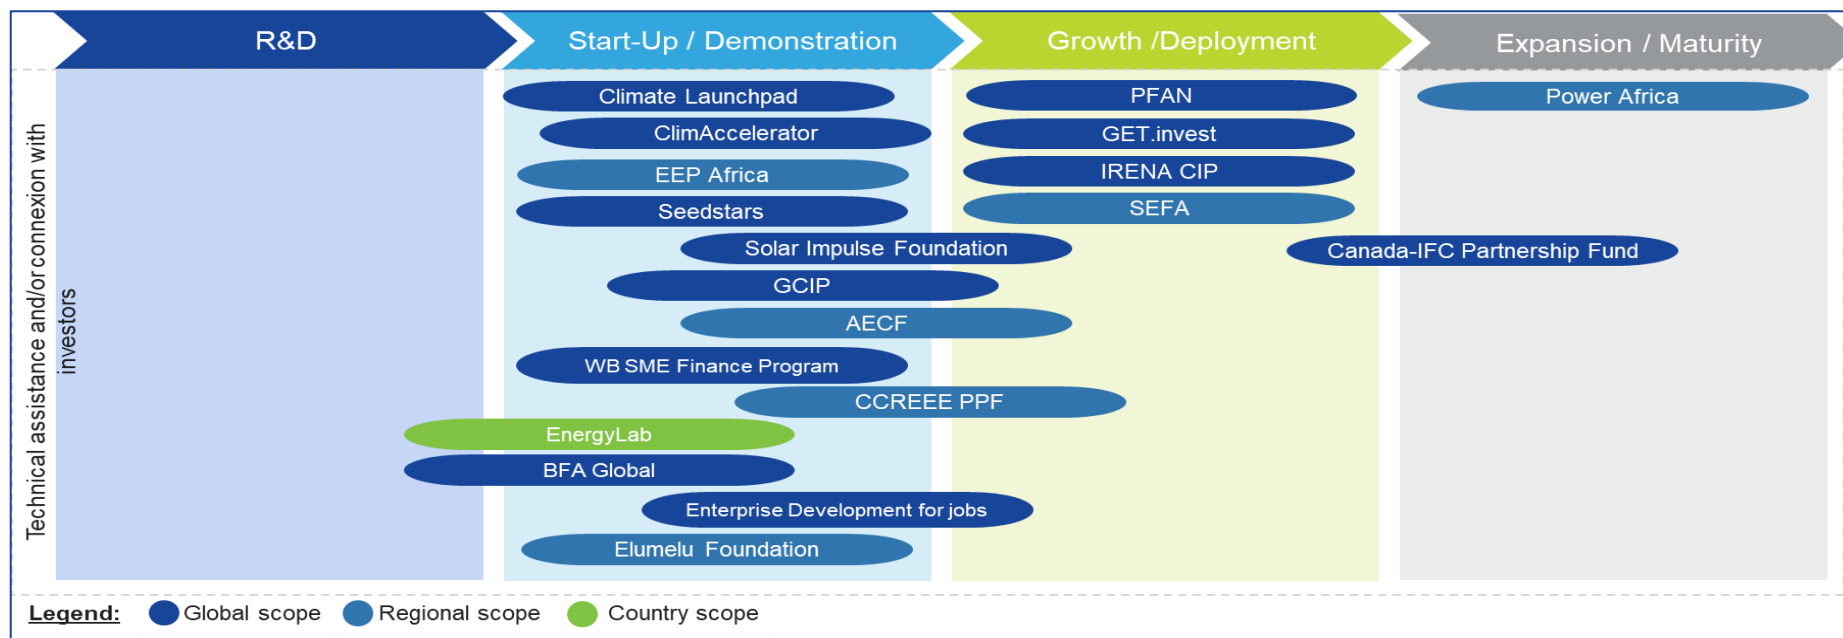 R&D
Start-Up / Demonstration
Growth /Deployment
Expansion / Maturity
Technical assistance and/or connexion with
investors
Climate Launchpad
PFAN
Power Africa
ClimAccelerator
GET.invest
EEP Africa
IRENA CIP
Seedstars
SEFA
Solar Impulse Foundation
Canada-IFC Partnership Fund
GCIP
AECF
WB SME Finance Program
CCREEE PPF
EnergyLab
BFA Global
Enterprise Development for jobs
Elumelu Foundation
Legend:
Global scope
Regional scope
Country scope